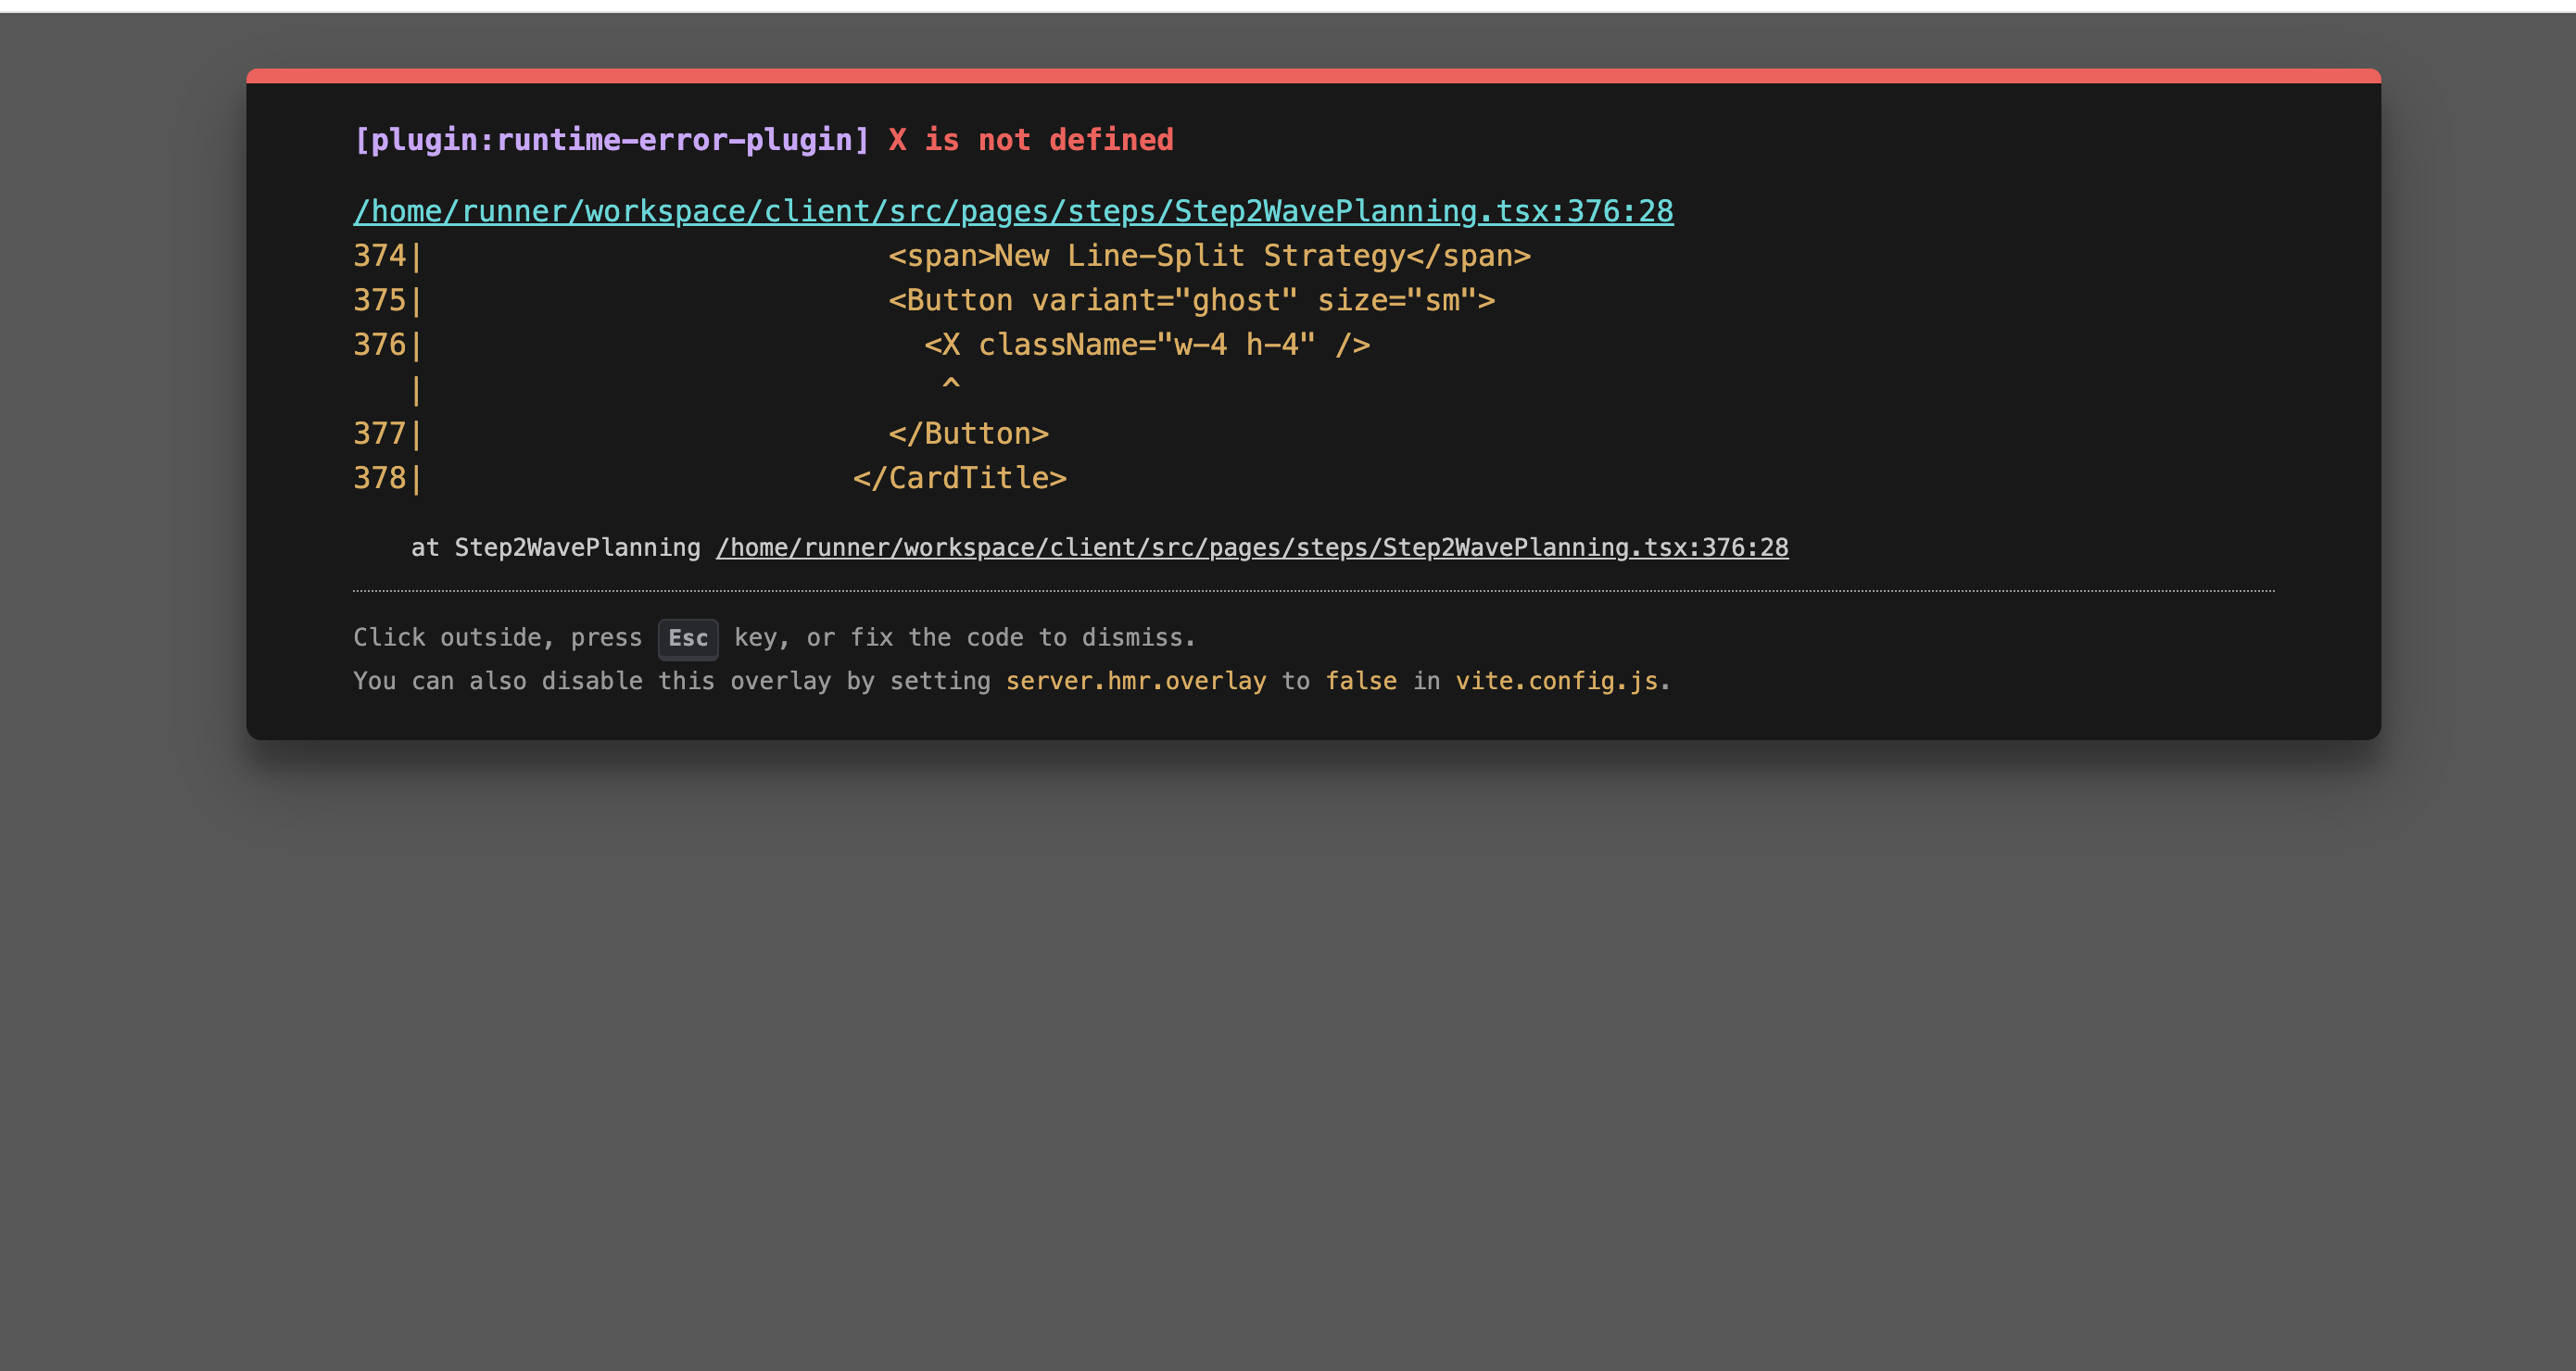 [plugin:runtime-error-plugin] X is not defined
/home/runner/workspace/client/src/pages/steps/Step2WavePlanning.tsx:376:28
374|                          <span>New Line-Split Strategy</span>
375|                          <Button variant="ghost" size="sm">
376|                            <X className="w-4 h-4" />
   |                             ^
377|                          </Button>
378|                        </CardTitle>
    at Step2WavePlanning /home/runner/workspace/client/src/pages/steps/Step2WavePlanning.tsx:376:28
Click outside, press Esc key, or fix the code to dismiss.
You can also disable this overlay by setting server.hmr.overlay to false in vite.config.js.